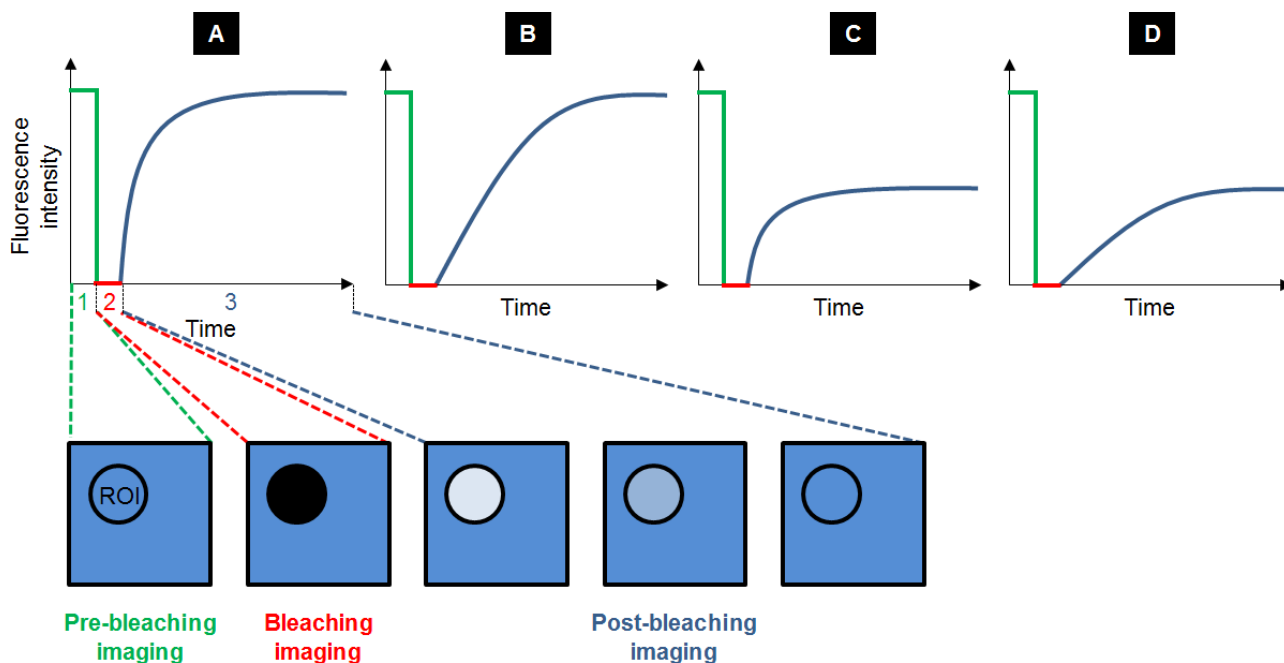 A
B
C
D
Fluorescence
intensity
1
2
3
Time
Time
Time
Time
ROI
Pre-bleaching
imaging
Bleaching
imaging
Post-bleaching
imaging